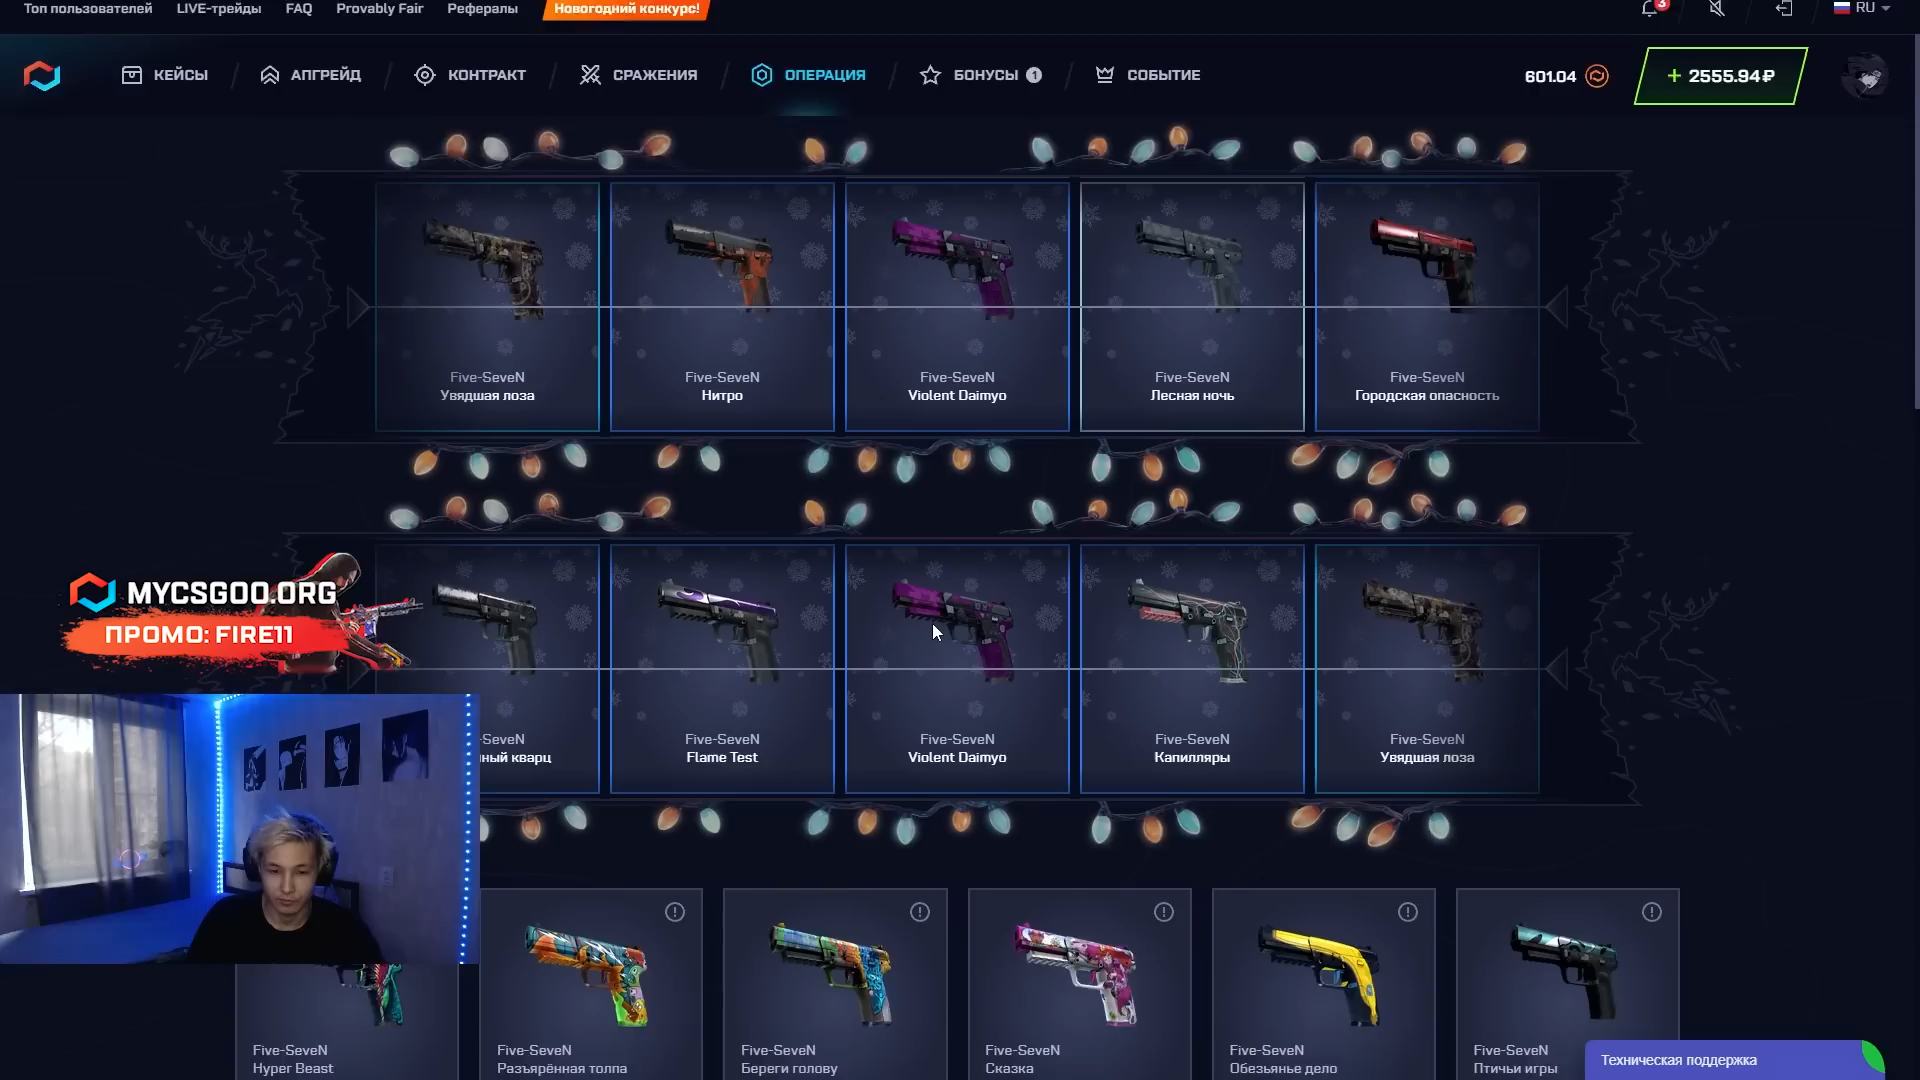 Топ пользователей
LIVE-трейды
FAQ
Provably Fair
Рефералы
Новогодний конкурс!
3
RU
КЕЙСЫ
АПГРЕЙД
КОНТРАКТ
СРАЖЕНИЯ
ОПЕРАЦИЯ
БОНУСЫ 1
СОБЫТИЕ
601.04
+ 2555.94₽
Five-SeveN
Увядшая лоза
Five-SeveN
Нитро
Five-SeveN
Violent Daimyo
Five-SeveN
Лесная ночь
Five-SeveN
Городская опасность
MYCSGOO.ORG
ПРОМО: FIRE11
-SeveN
ный кварц
Five-SeveN
Flame Test
Five-SeveN
Violent Daimyo
Five-SeveN
Капилляры
Five-SeveN
Увядшая лоза
Five-SeveN
Hyper Beast
Five-SeveN
Разъярённая толпа
Five-SeveN
Береги голову
Five-SeveN
Сказка
Five-SeveN
Обезьянье дело
Five-SeveN
Птичьи игры
Техническая поддержка